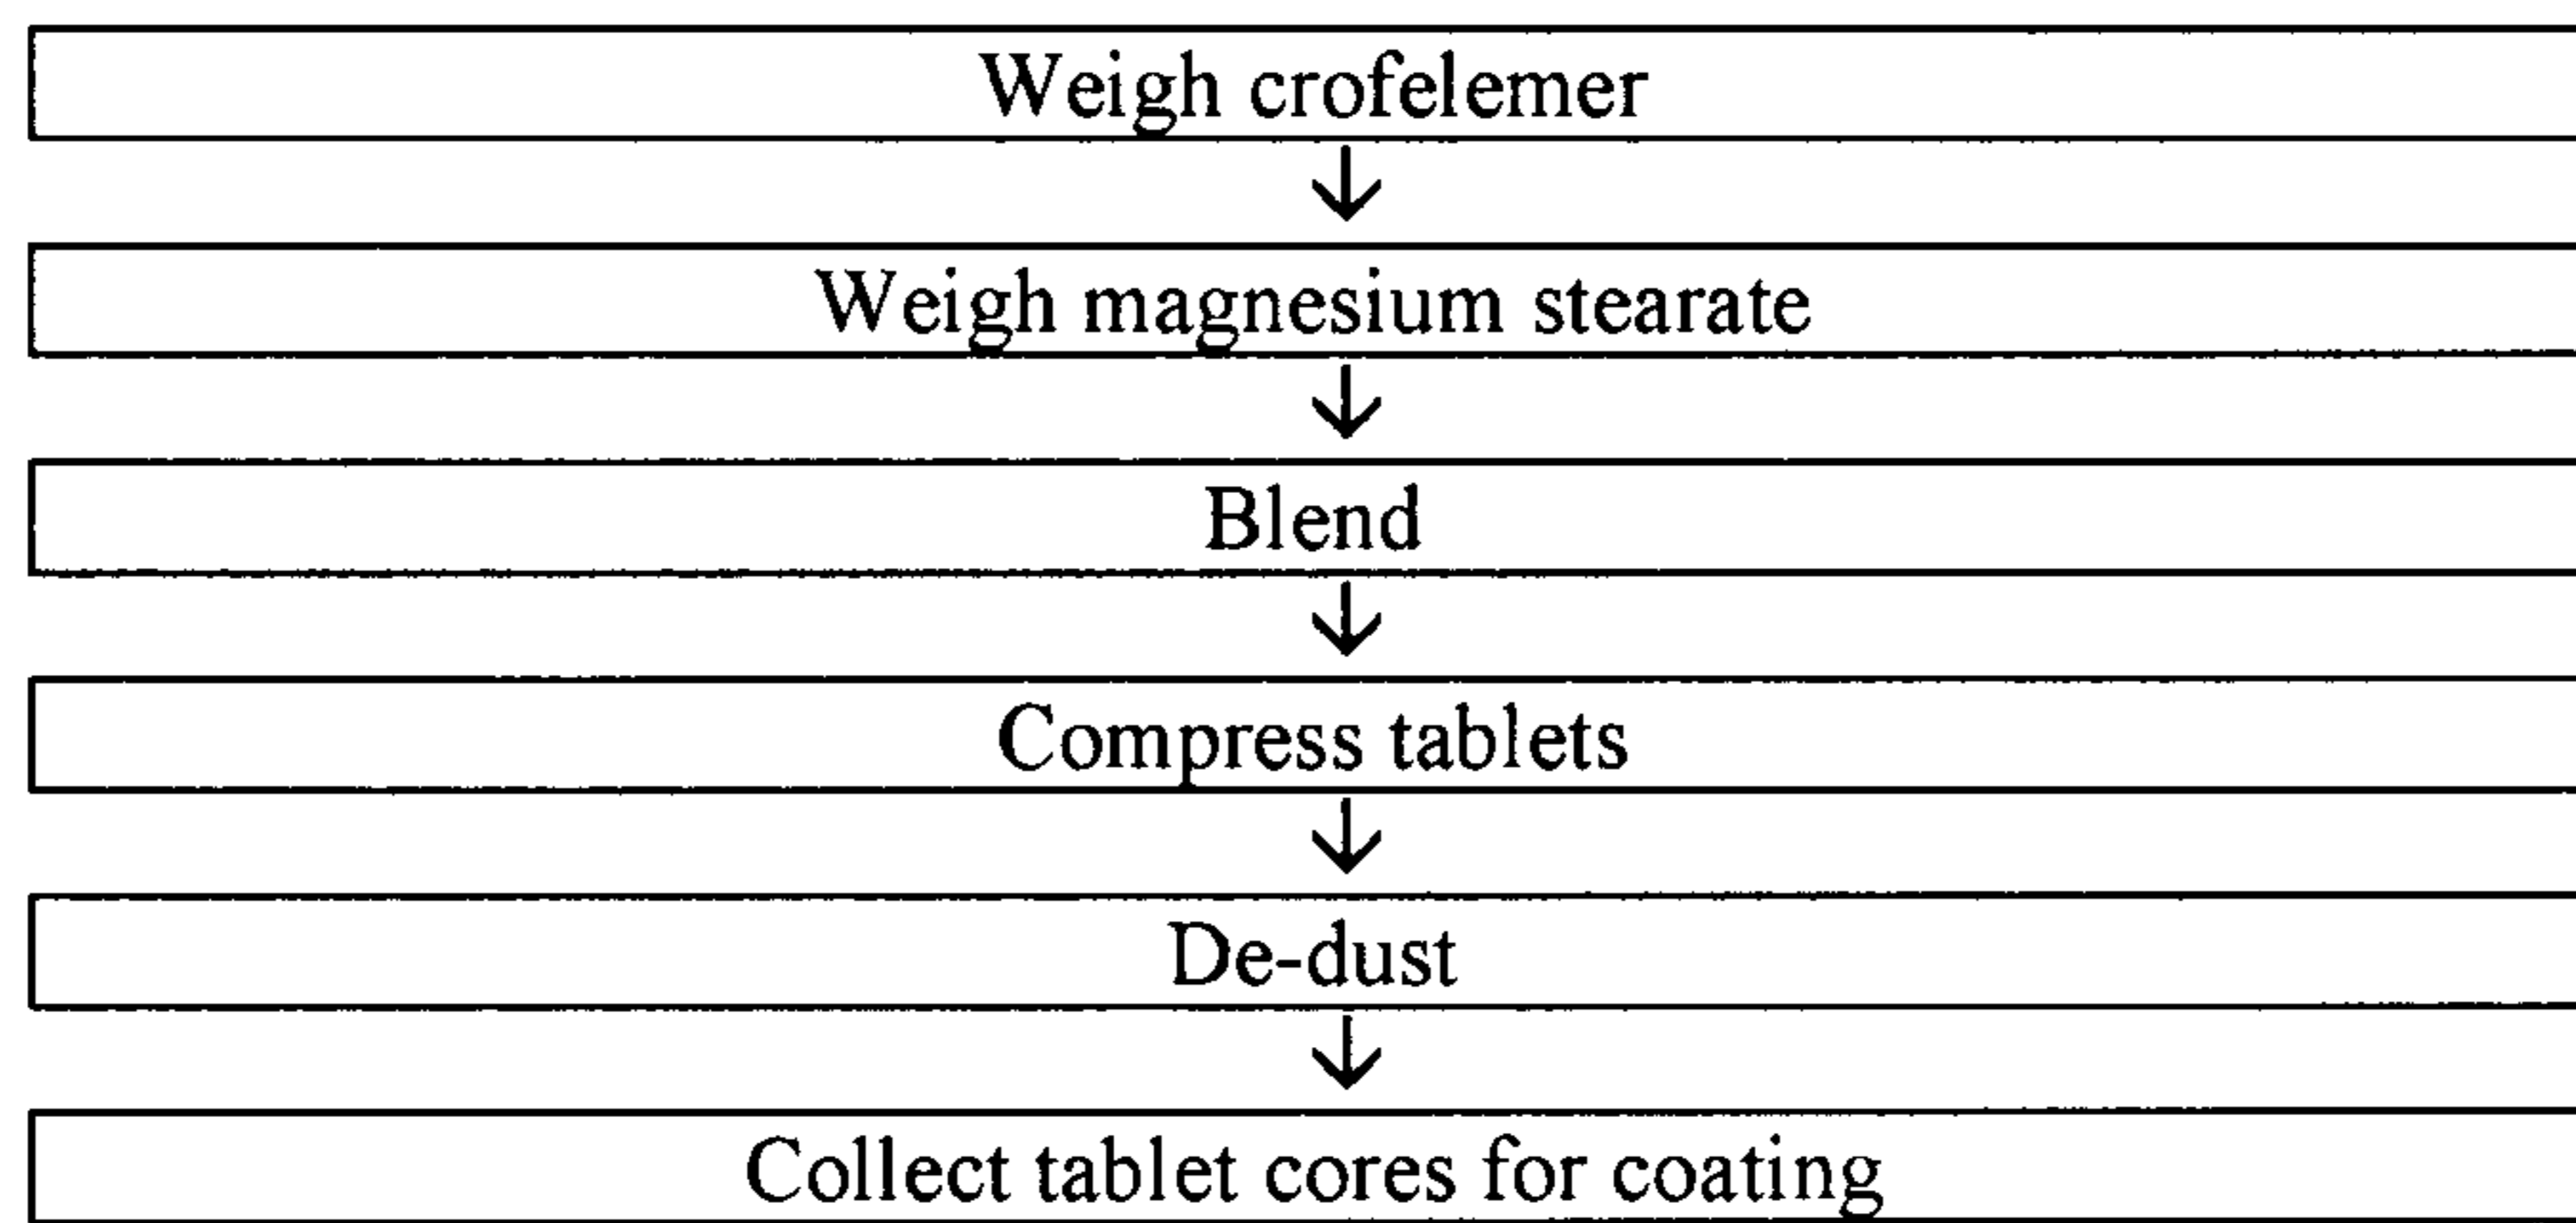 Weigh crofelemer
Weigh magnesium stearate
Blend
Compress tablets
De-dust
Collect tablet cores for coating